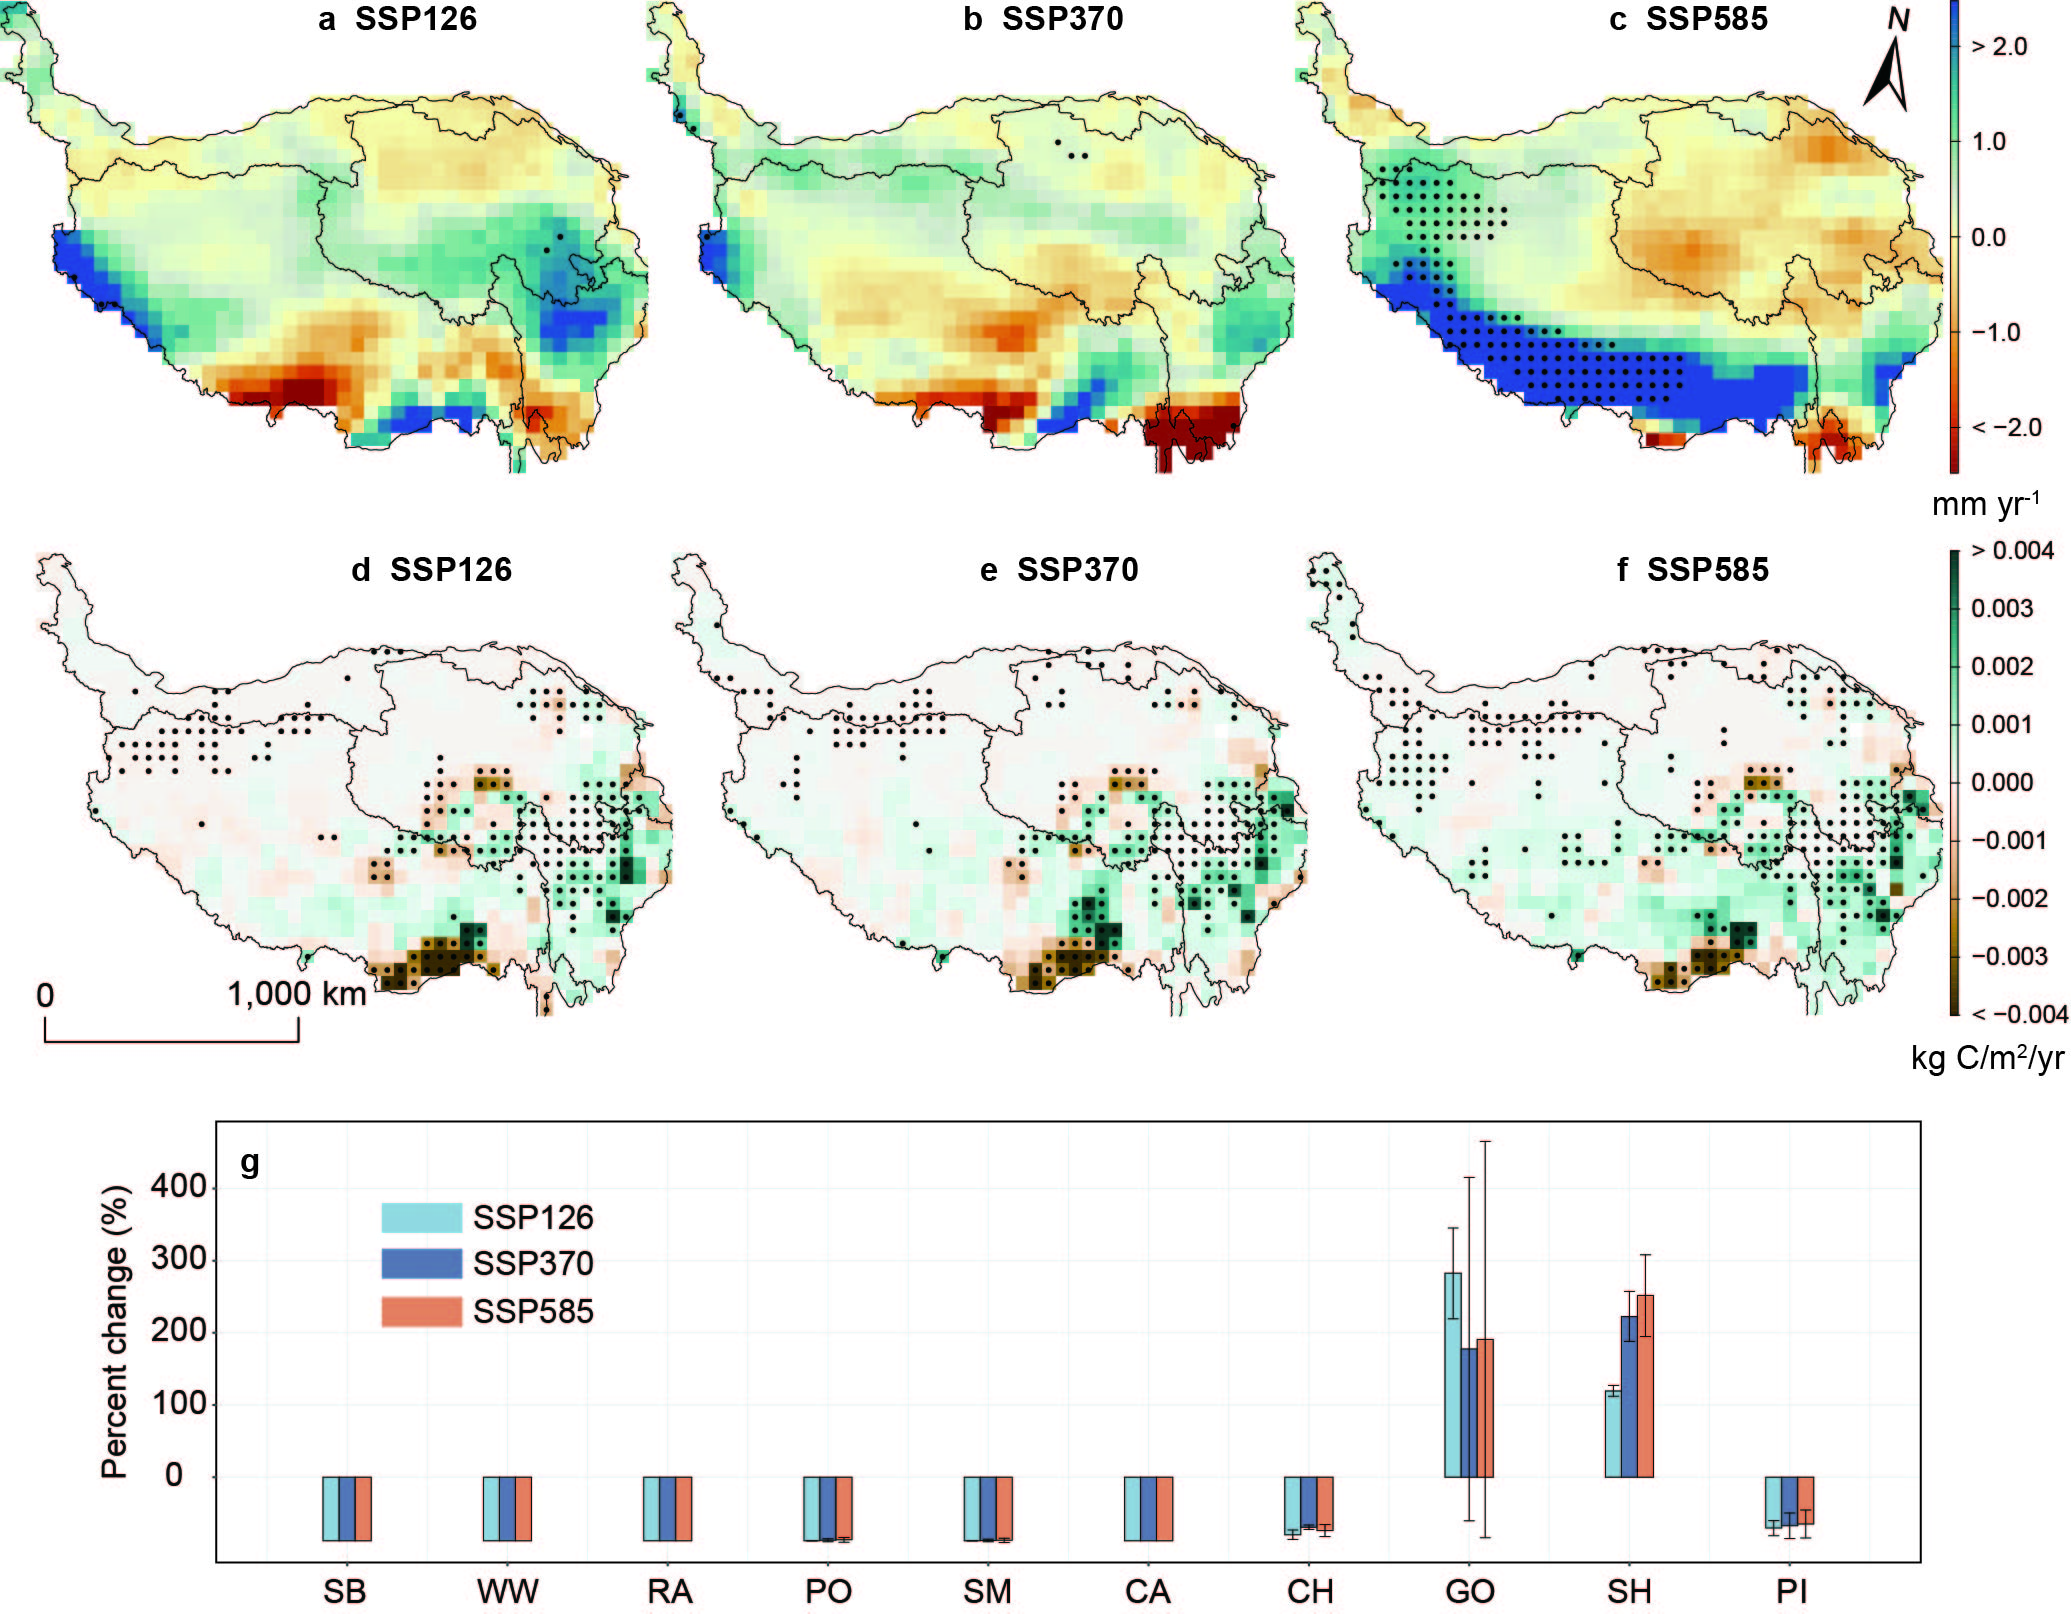 a SSP126
b SSP370
c SSP585
N
> 2.0
1.0
0.0
−1.0
< −2.0
mm yr-1
d SSP126
e SSP370
f SSP585
> 0.004
0.003
0.002
0.001
0.000
−0.001
−0.002
−0.003
< −0.004
kg C/m2/yr
0
1,000 km
g
Percent change (%)
400
300
200
100
0
SSP126
SSP370
SSP585
SB WW RA PO SM CA CH GO SH PI